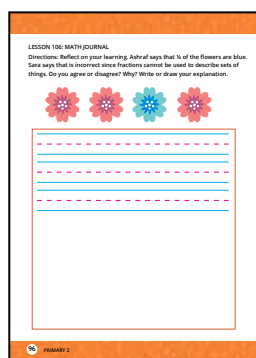 LESSON 106: MATH JOURNAL
Directions: Reflect on your learning. Ashraf says that ¼ of the flowers are blue.
Sara says that is incorrect since fractions cannot be used to describe sets of
things. Do you agree or disagree? Why? Write or draw your explanation.
96 PRIMARY 2